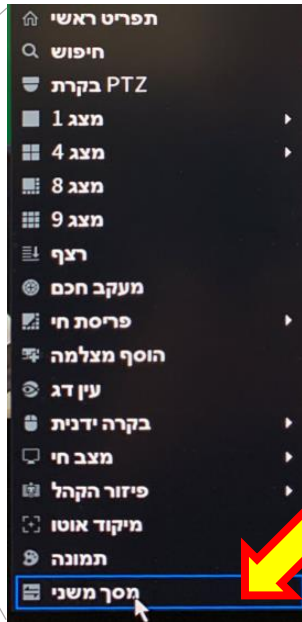 תפריט ראשי
חיפוש
בקרת PTZ
מצג 1
מצג 4
מצג 8
מצג 9
רצף
מעקב חכם
פריסת חי
הוסף מצלמה
עין דג
בקרה ידנית
מצב חי
פיזור הקהל
מיקוד אוטו
תמונה
מסך משני